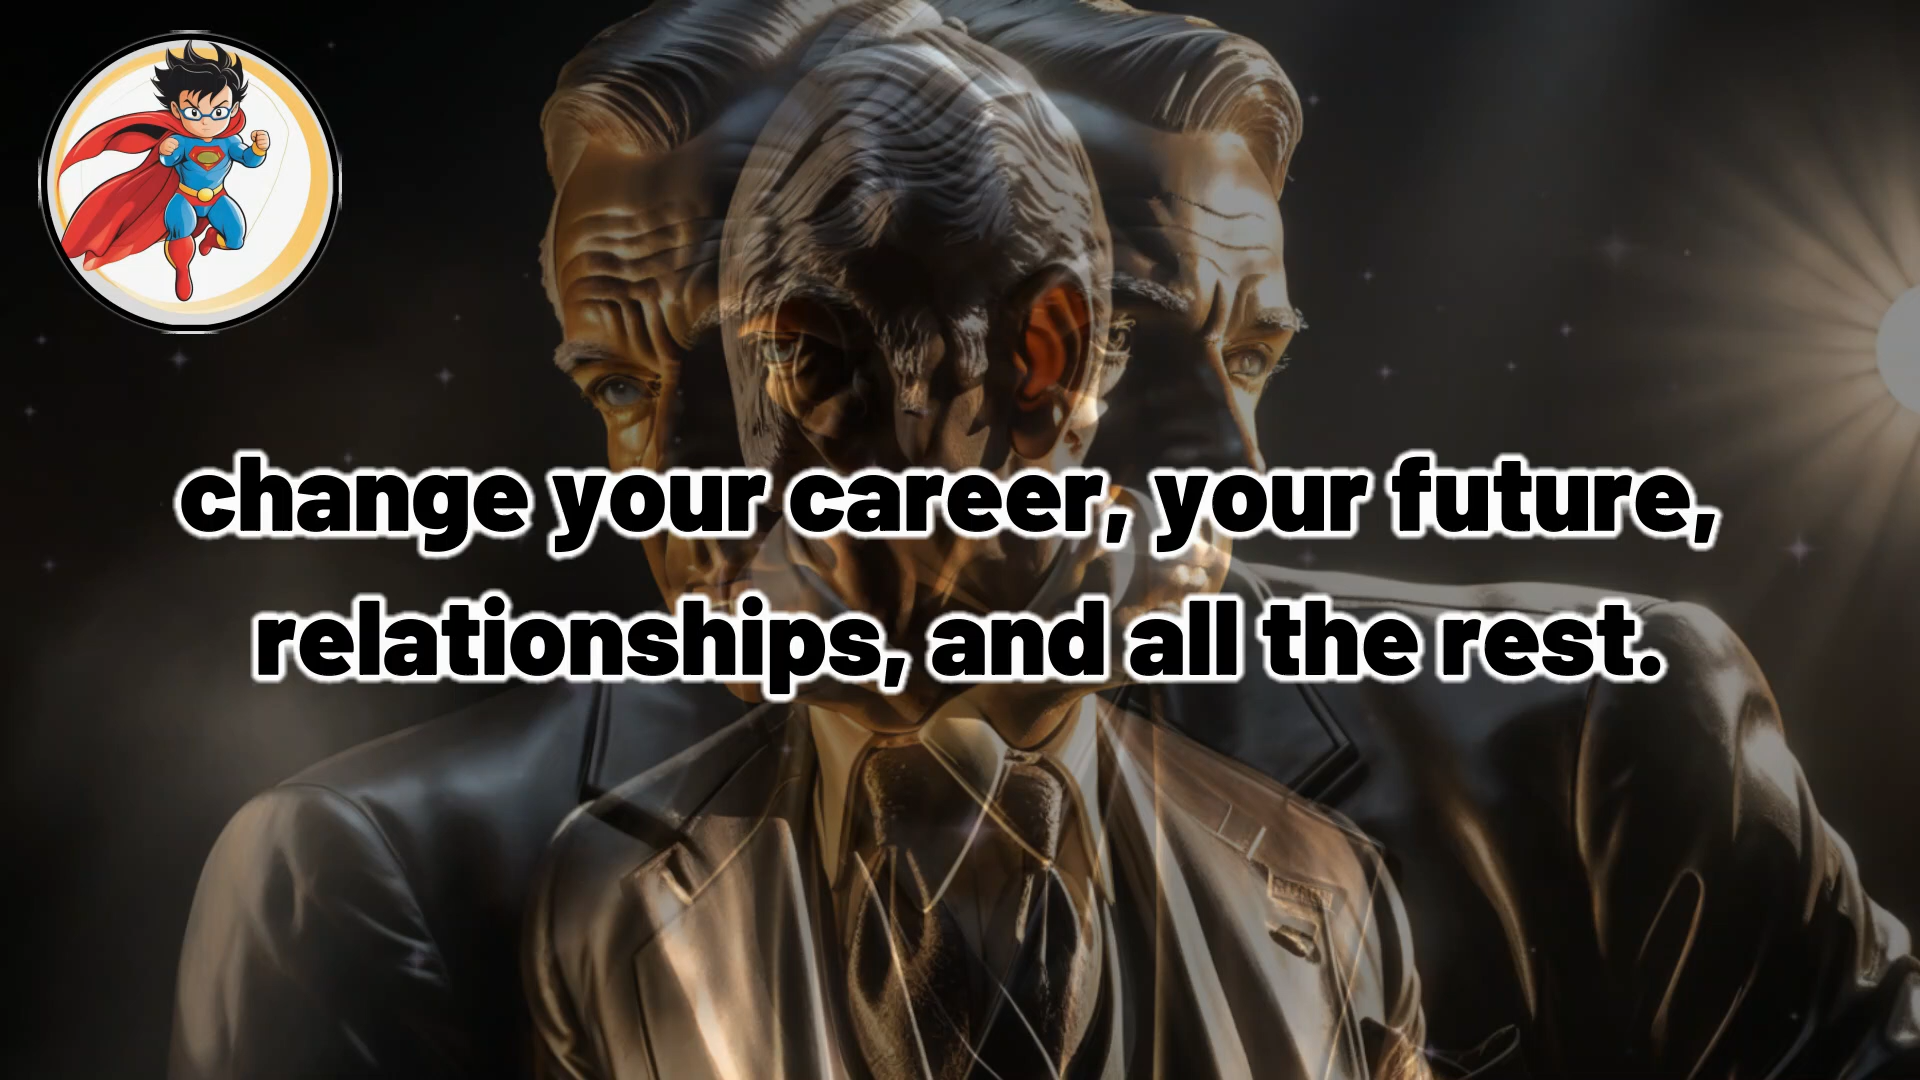 change your career, your future,
relationships, and all the rest.